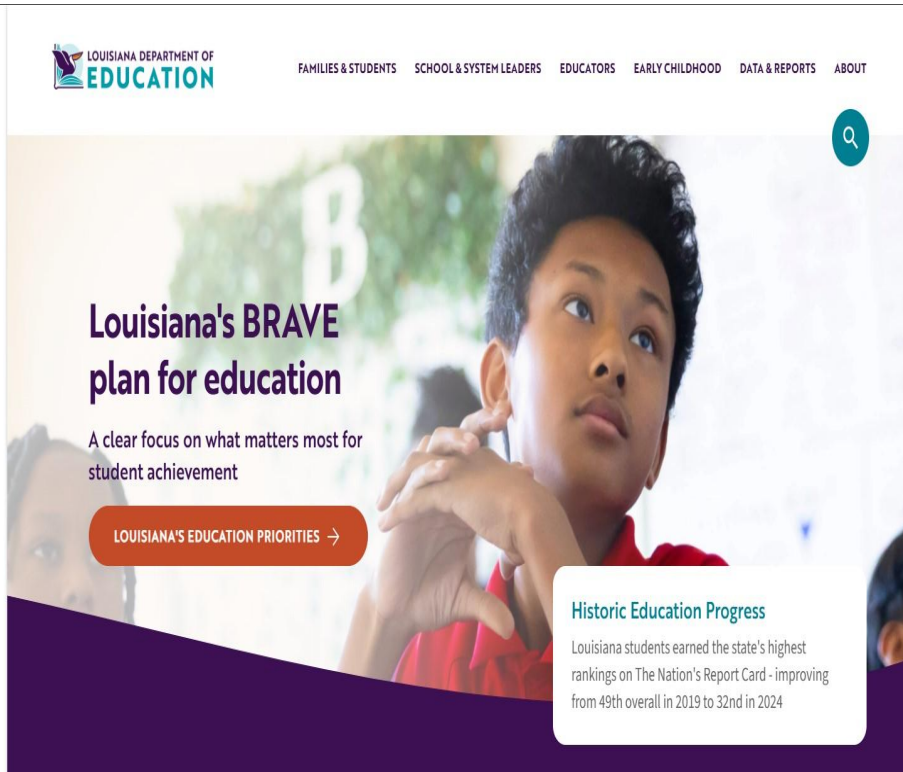 LOUISIANA DEPARTMENT OF
EDUCATION
FAMILIES & STUDENTS SCHOOL & SYSTEM LEADERS EDUCATORS EARLY CHILDHOOD DATA & REPORTS ABOUT
B
Louisiana's BRAVE
plan for education
A clear focus on what matters most for
student achievement
LOUISIANA'S EDUCATION PRIORITIES →
Historic Education Progress
Louisiana students earned the state's highest
rankings on The Nation's Report Card - improving
from 49th overall in 2019 to 32nd in 2024